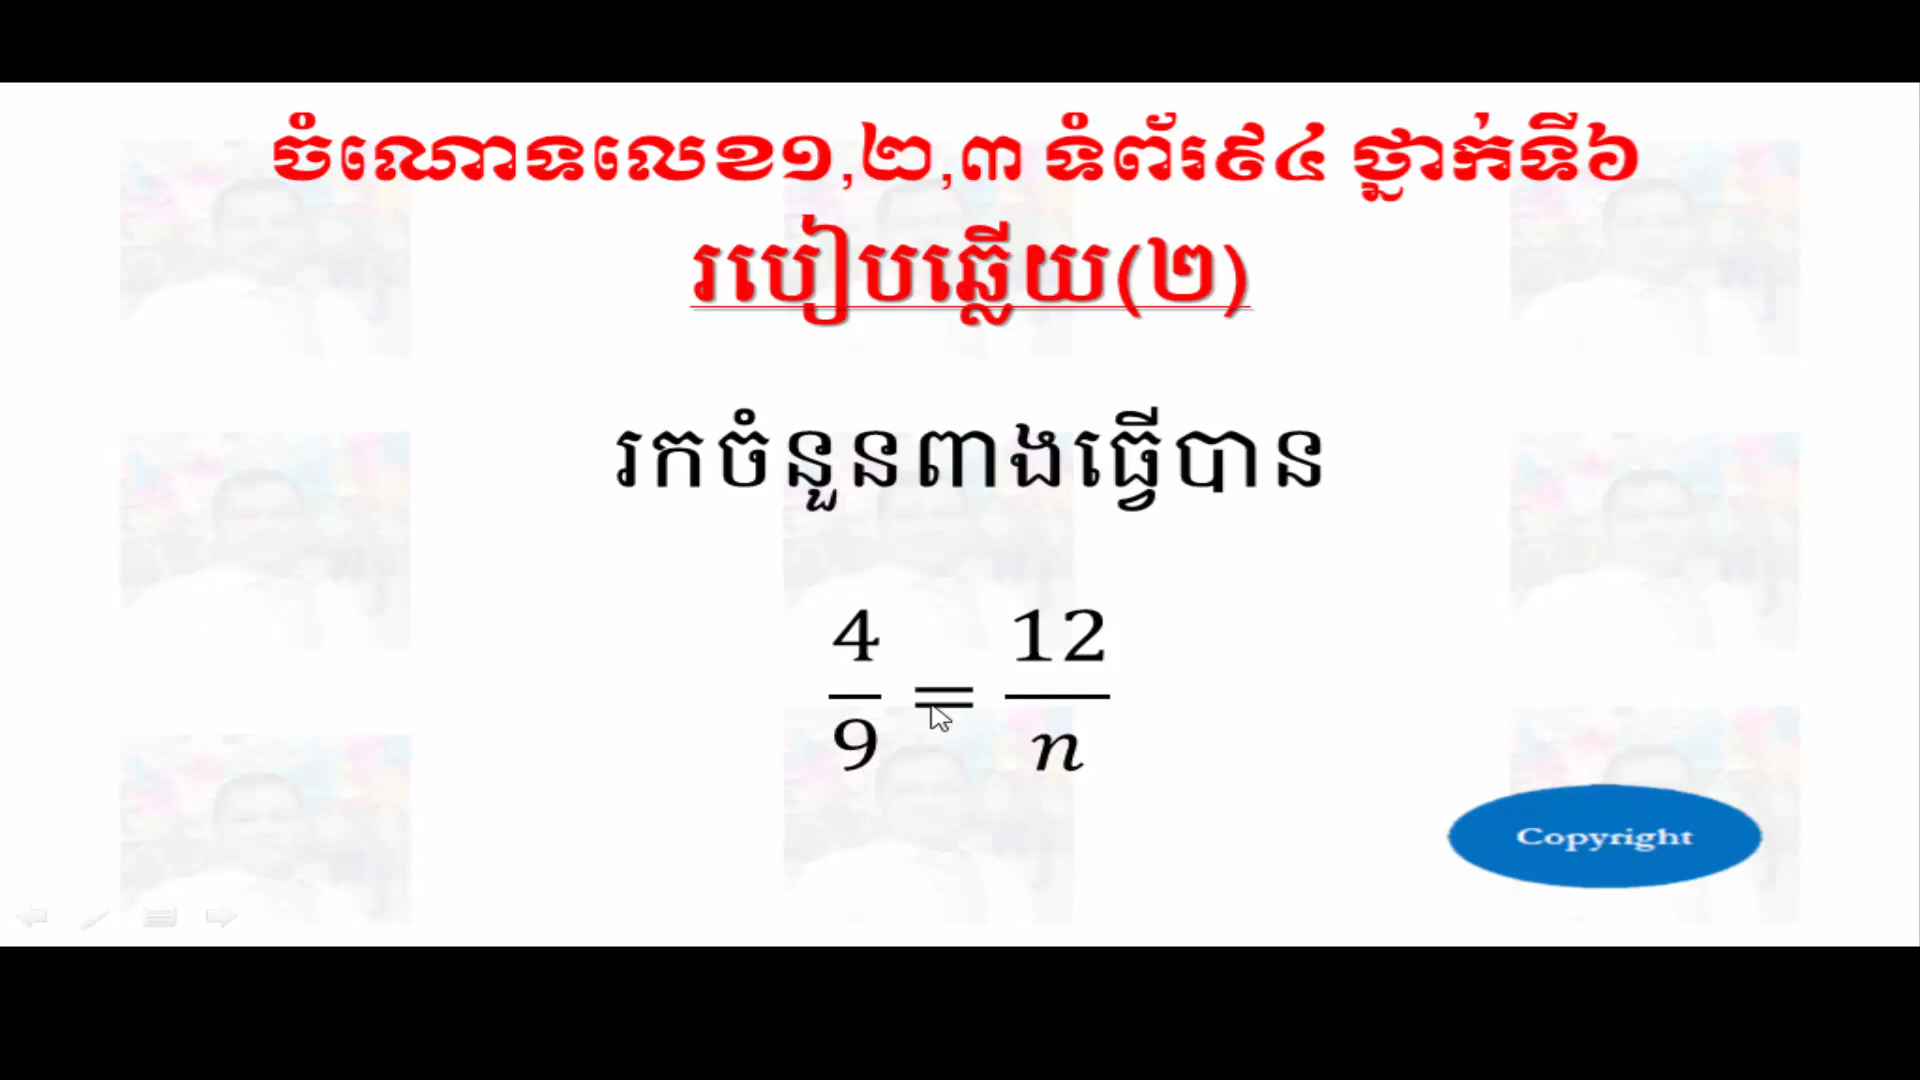 ចំណោទលេខ១,២,៣ ទំព័រ៩៤ ថ្នាក់ទី៦
របៀបឆ្លើយ(២)
រកចំនួនពាងធ្វើបាន
4/9 = 12/n
Copyright